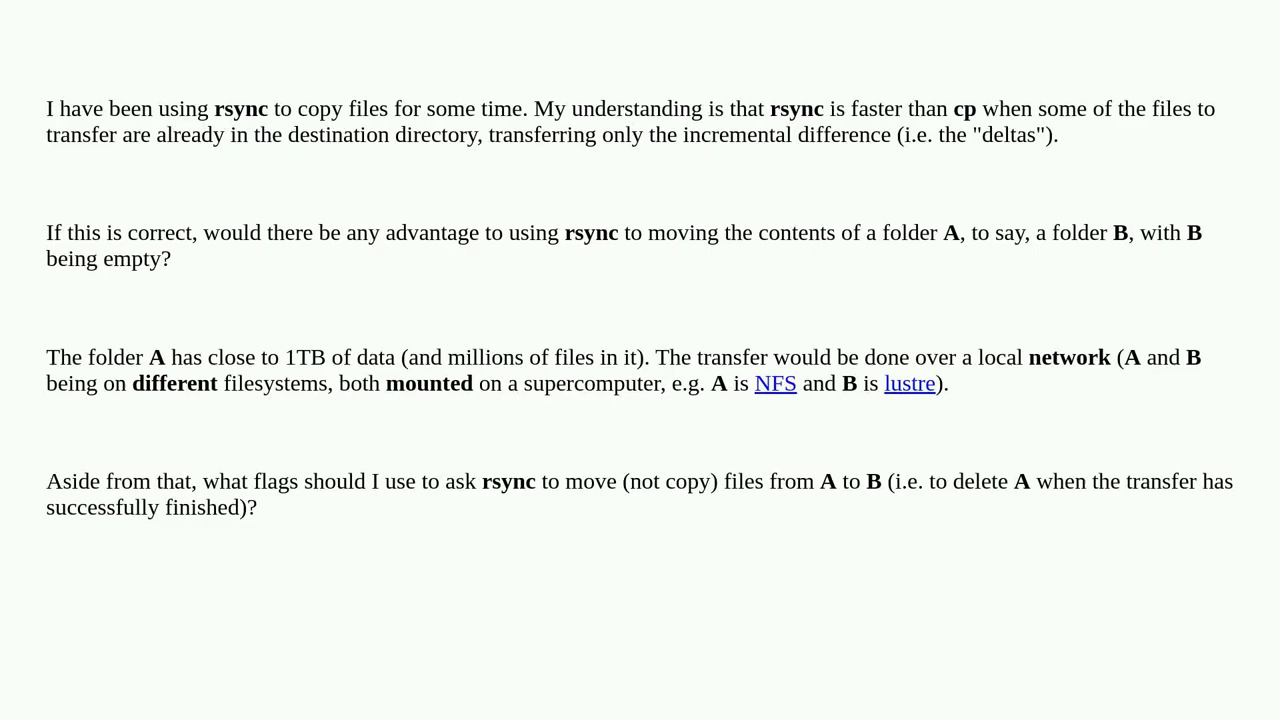 I have been using rsync to copy files for some time. My understanding is that rsync is faster than cp when some of the files to
transfer are already in the destination directory, transferring only the incremental difference (i.e. the "deltas").
If this is correct, would there be any advantage to using rsync to moving the contents of a folder A, to say, a folder B, with B
being empty?
The folder A has close to 1TB of data (and millions of files in it). The transfer would be done over a local network (A and B
being on different filesystems, both mounted on a supercomputer, e.g. A is NFS and B is lustre).
Aside from that, what flags should I use to ask rsync to move (not copy) files from A to B (i.e. to delete A when the transfer has
successfully finished)?